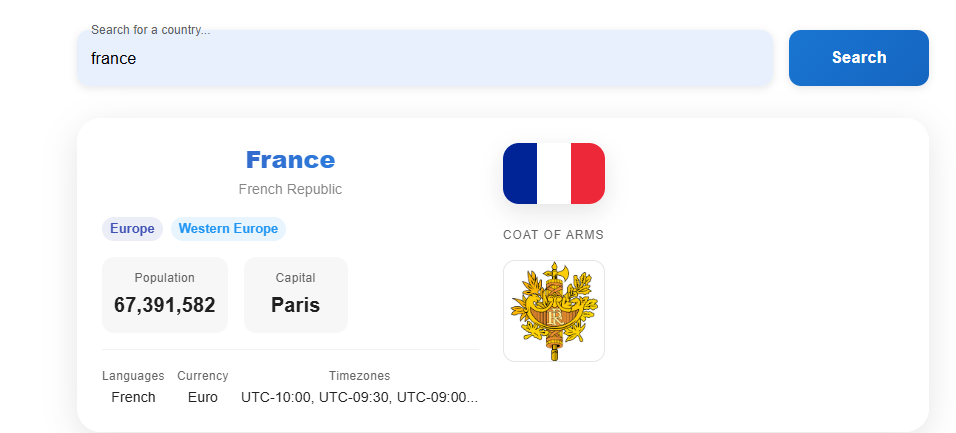 Search for a country...
france
Search
France
French Republic
Europe Western Europe
Population Capital
67,391,582 Paris
Languages Currency Timezones
French Euro UTC-10:00, UTC-09:30, UTC-09:00...
COAT OF ARMS
RF